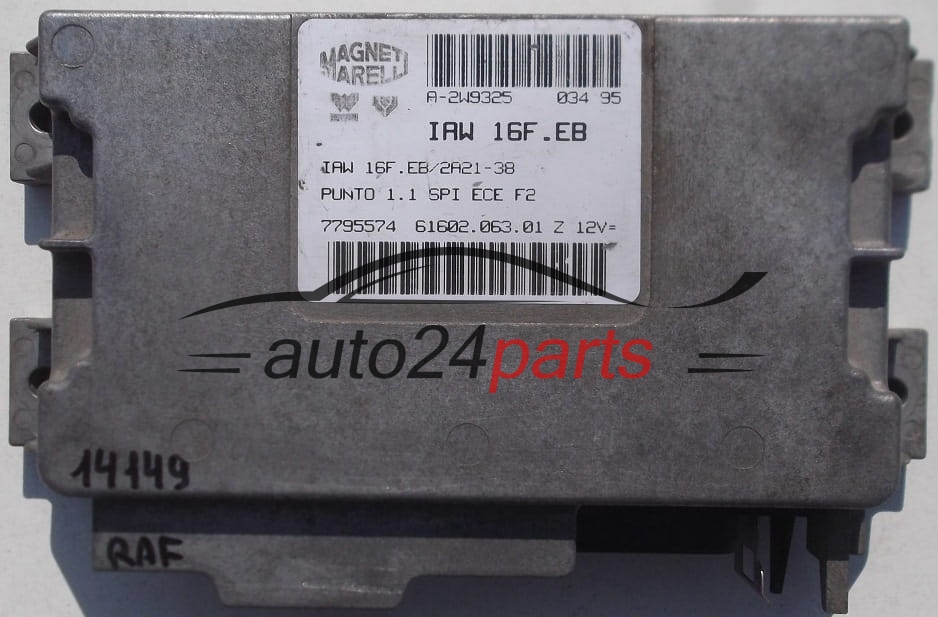 MAGNETI
MARELLI
A-2W9325 034 95
IAW 16F.EB
IAW 16F.EB/2A21-38
PUNTO 1.1 SPI ECE F2
7795574 61602.063.01 Z 12V=
auto24parts
14149
RAF